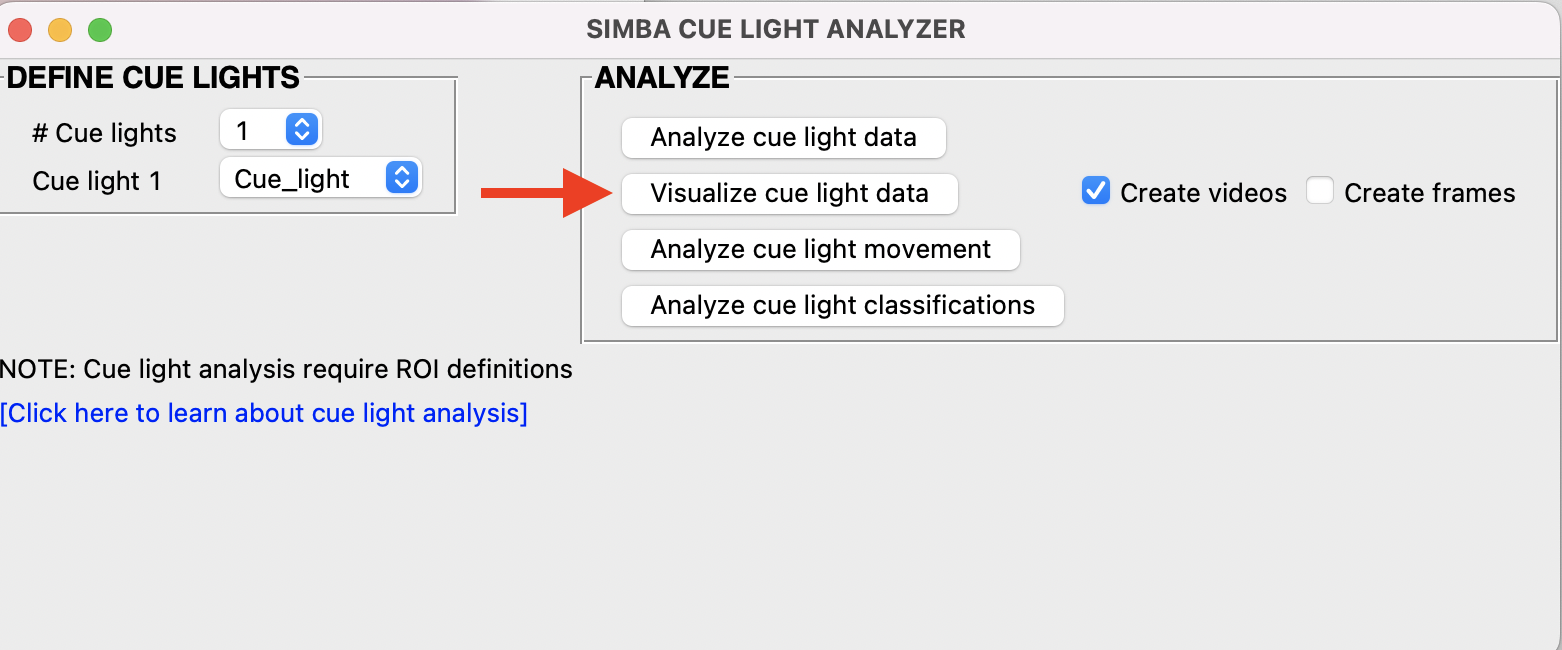 SIMBA CUE LIGHT ANALYZER
DEFINE CUE LIGHTS
# Cue lights 1
Cue light 1 Cue_light
ANALYZE
Analyze cue light data
Visualize cue light data Create videos Create frames
Analyze cue light movement
Analyze cue light classifications
NOTE: Cue light analysis require ROI definitions
[Click here to learn about cue light analysis]